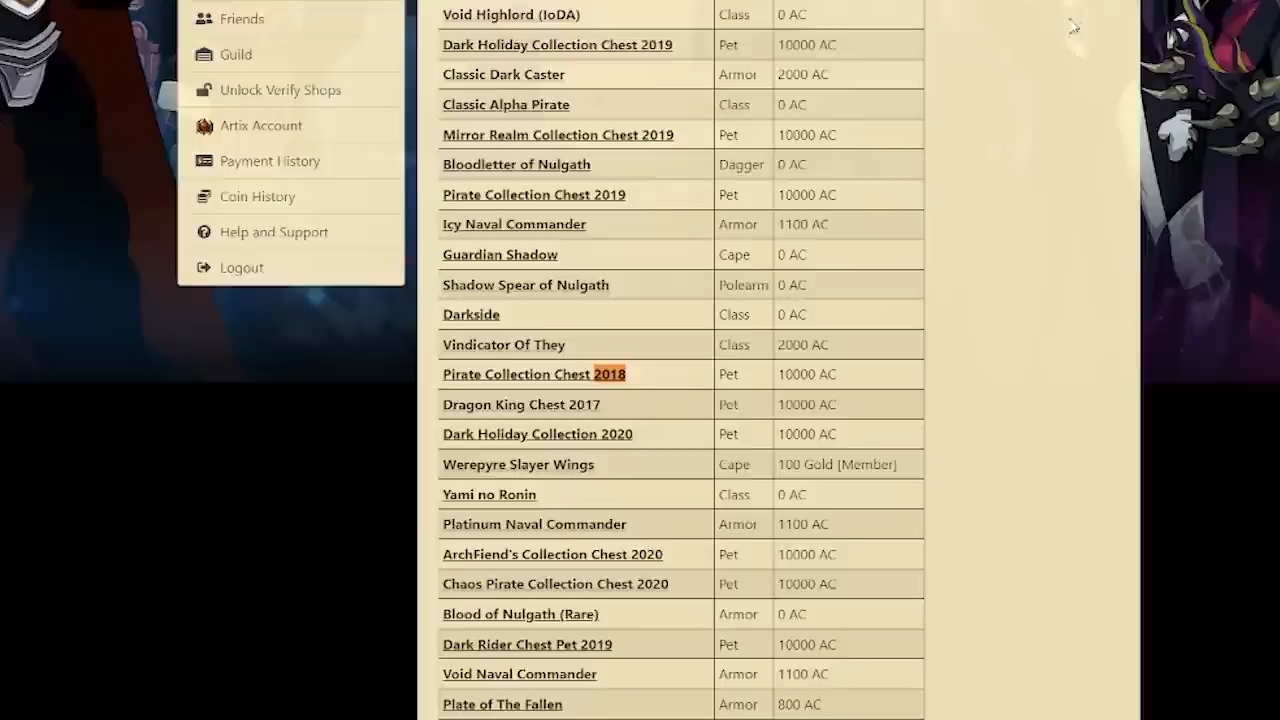 Friends
Guild
Unlock Verify Shops
Artix Account
Payment History
Coin History
Help and Support
Logout
Void Highlord (IoDA) Class 0 AC
Dark Holiday Collection Chest 2019 Pet 10000 AC
Classic Dark Caster Armor 2000 AC
Classic Alpha Pirate Class 0 AC
Mirror Realm Collection Chest 2019 Pet 10000 AC
Bloodletter of Nulgath Dagger 0 AC
Pirate Collection Chest 2019 Pet 10000 AC
Icy Naval Commander Armor 1100 AC
Guardian Shadow Cape 0 AC
Shadow Spear of Nulgath Polearm 0 AC
Darkside Class 0 AC
Vindicator Of They Class 2000 AC
Pirate Collection Chest 2018 Pet 10000 AC
Dragon King Chest 2017 Pet 10000 AC
Dark Holiday Collection 2020 Pet 10000 AC
Werepyre Slayer Wings Cape 100 Gold [Member]
Yami no Ronin Class 0 AC
Platinum Naval Commander Armor 1100 AC
ArchFiend's Collection Chest 2020 Pet 10000 AC
Chaos Pirate Collection Chest 2020 Pet 10000 AC
Blood of Nulgath (Rare) Armor 0 AC
Dark Rider Chest Pet 2019 Pet 10000 AC
Void Naval Commander Armor 1100 AC
Plate of The Fallen Armor 800 AC